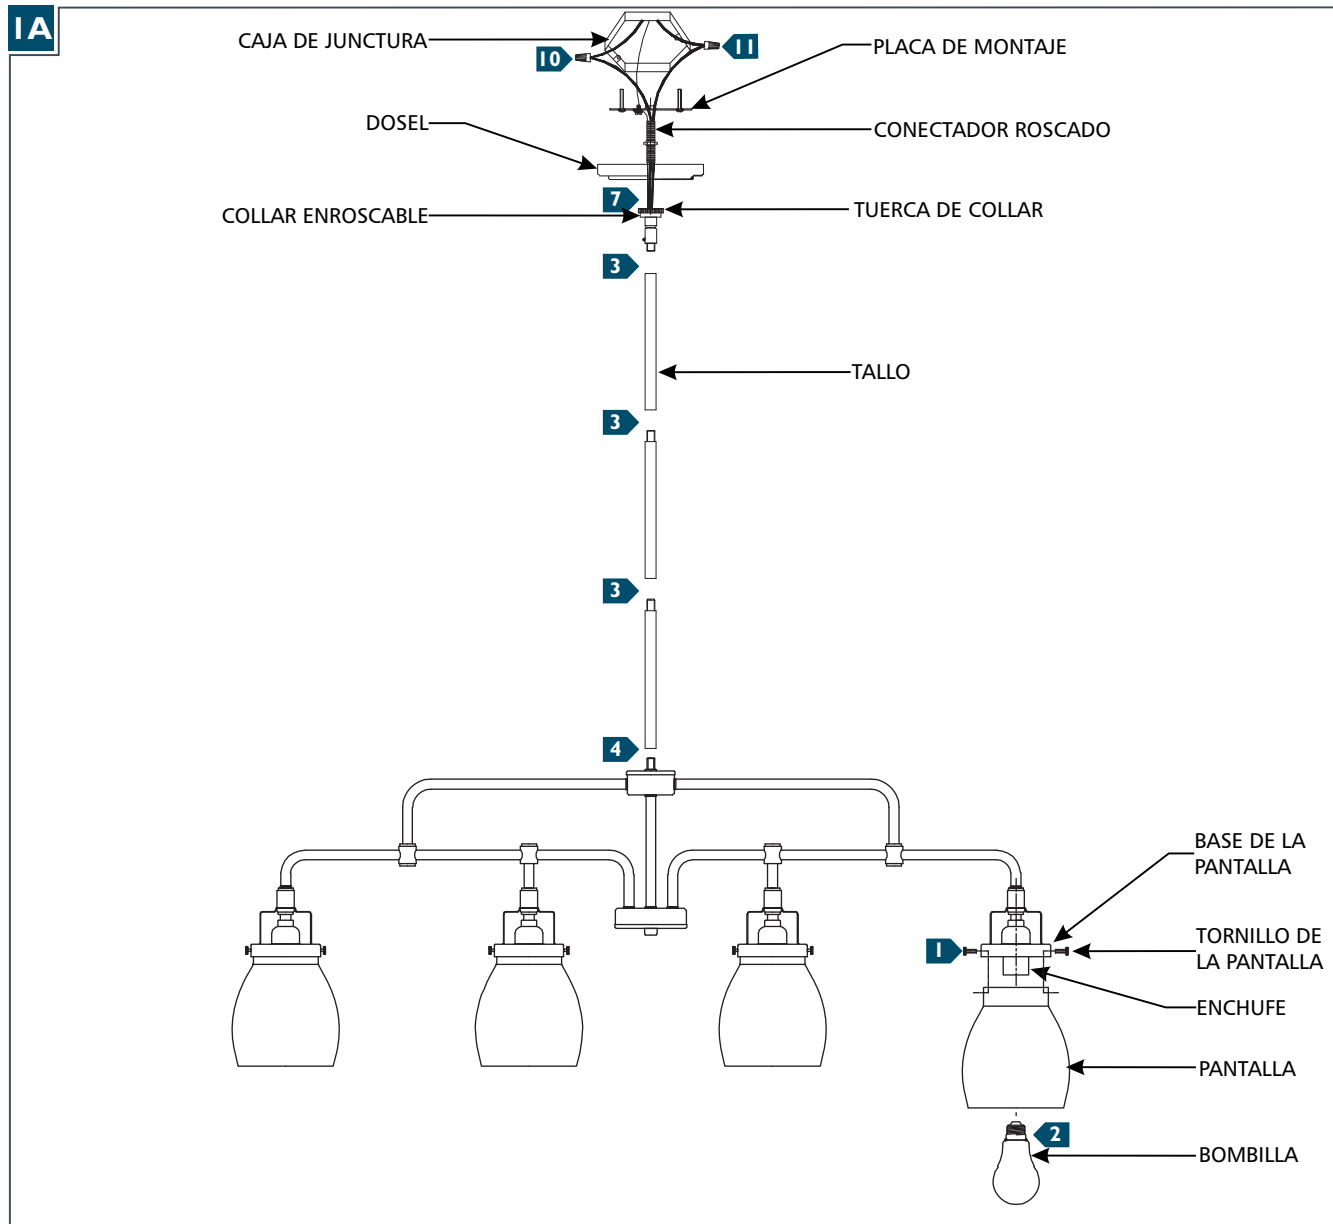 1A
CAJA DE JUNCTURA
PLACA DE MONTAJE
10
11
DOSEL
CONECTADOR ROSCADO
7
COLLAR ENROSCABLE
TUERCA DE COLLAR
3
TALLO
3
3
4
BASE DE LA
PANTALLA
1
TORNILLO DE
LA PANTALLA
ENCHUFE
PANTALLA
2
BOMBILLA